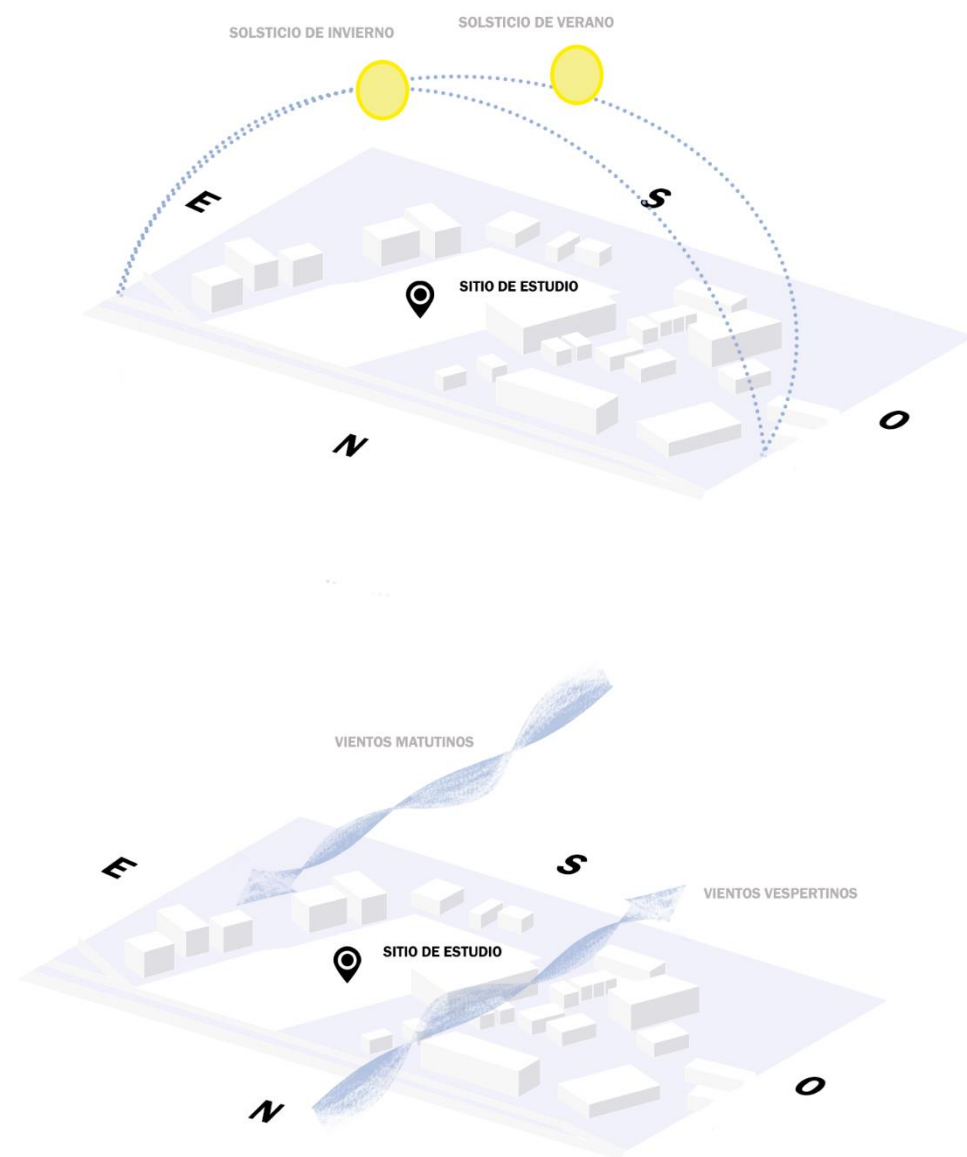 SOLSTICIO DE VERANO
SOLSTICIO DE INVIERNO
E
S
SITIO DE ESTUDIO
O
N
VIENTOS MATUTINOS
E
S
VIENTOS VESPERTINOS
SITIO DE ESTUDIO
O
N